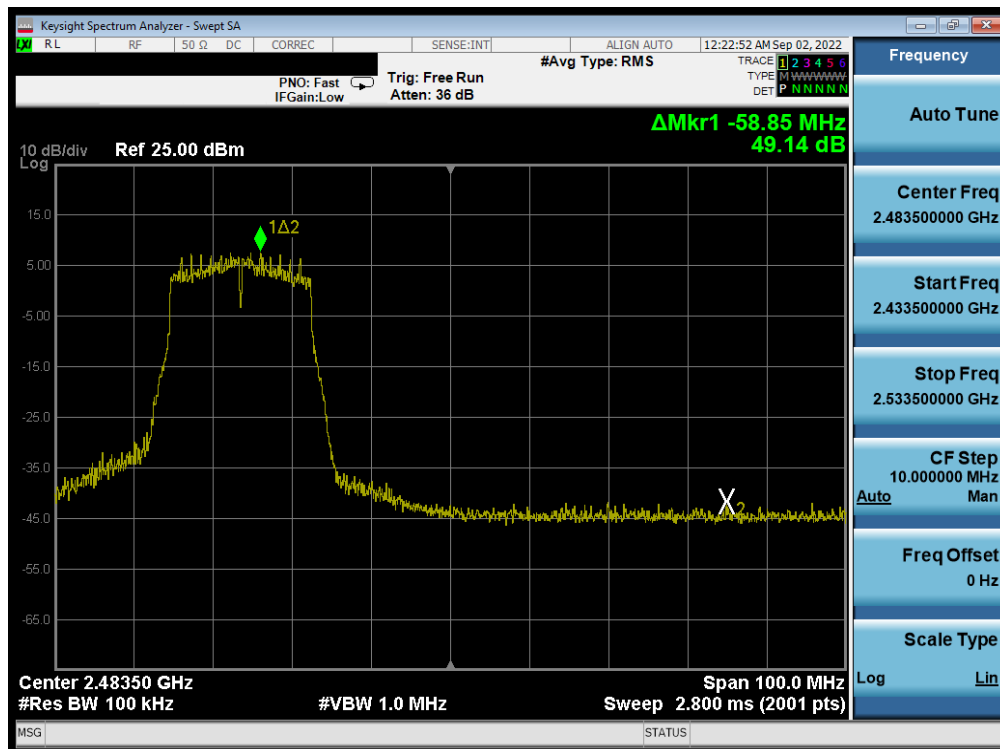 Keysight Spectrum Analyzer - Swept SA
LXI RL RF 50 Ω DC CORREC SENSE:INT ALIGN AUTO 12:22:52 AM Sep 02, 2022
#Avg Type: RMS TRACE 1 2 3 4 5 6
PNO: Fast Trig: Free Run TYPE M WWWWW
IFGain:Low Atten: 36 dB DET P N N N N N
ΔMkr1 -58.85 MHz
49.14 dB
10 dB/div Ref 25.00 dBm
Log
15.0
1Δ2
5.00
-5.00
-15.0
-25.0
-35.0
X2
-45.0
-55.0
-65.0
Center 2.48350 GHz Span 100.0 MHz
#Res BW 100 kHz #VBW 1.0 MHz Sweep 2.800 ms (2001 pts)
MSG STATUS
Frequency
Auto Tune
Center Freq
2.483500000 GHz
Start Freq
2.433500000 GHz
Stop Freq
2.533500000 GHz
CF Step
10.000000 MHz
Auto Man
Freq Offset
0 Hz
Scale Type
Log Lin